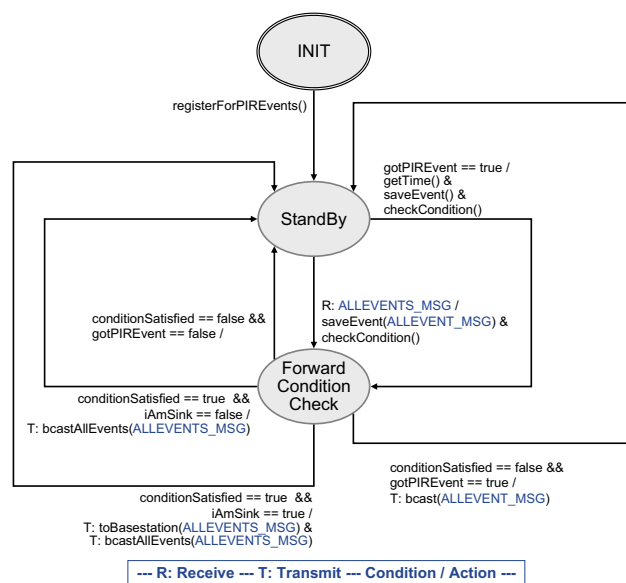 INIT
registerForPIREvents()
gotPIREvent == true /
getTime() &
saveEvent() &
checkCondition()
StandBy
R: ALLEVENTS_MSG /
saveEvent(ALLEVENT_MSG) &
checkCondition()
conditionSatisfied == false &&
gotPIREvent == false /
Forward
Condition
Check
conditionSatisfied == true &&
iAmSink == false /
T: bcastAllEvents(ALLEVENTS_MSG)
conditionSatisfied == false &&
gotPIREvent == true /
T: bcast(ALLEVENT_MSG)
conditionSatisfied == true &&
iAmSink == true /
T: toBasestation(ALLEVENTS_MSG) &
T: bcastAllEvents(ALLEVENTS_MSG)
--- R: Receive --- T: Transmit --- Condition / Action ---